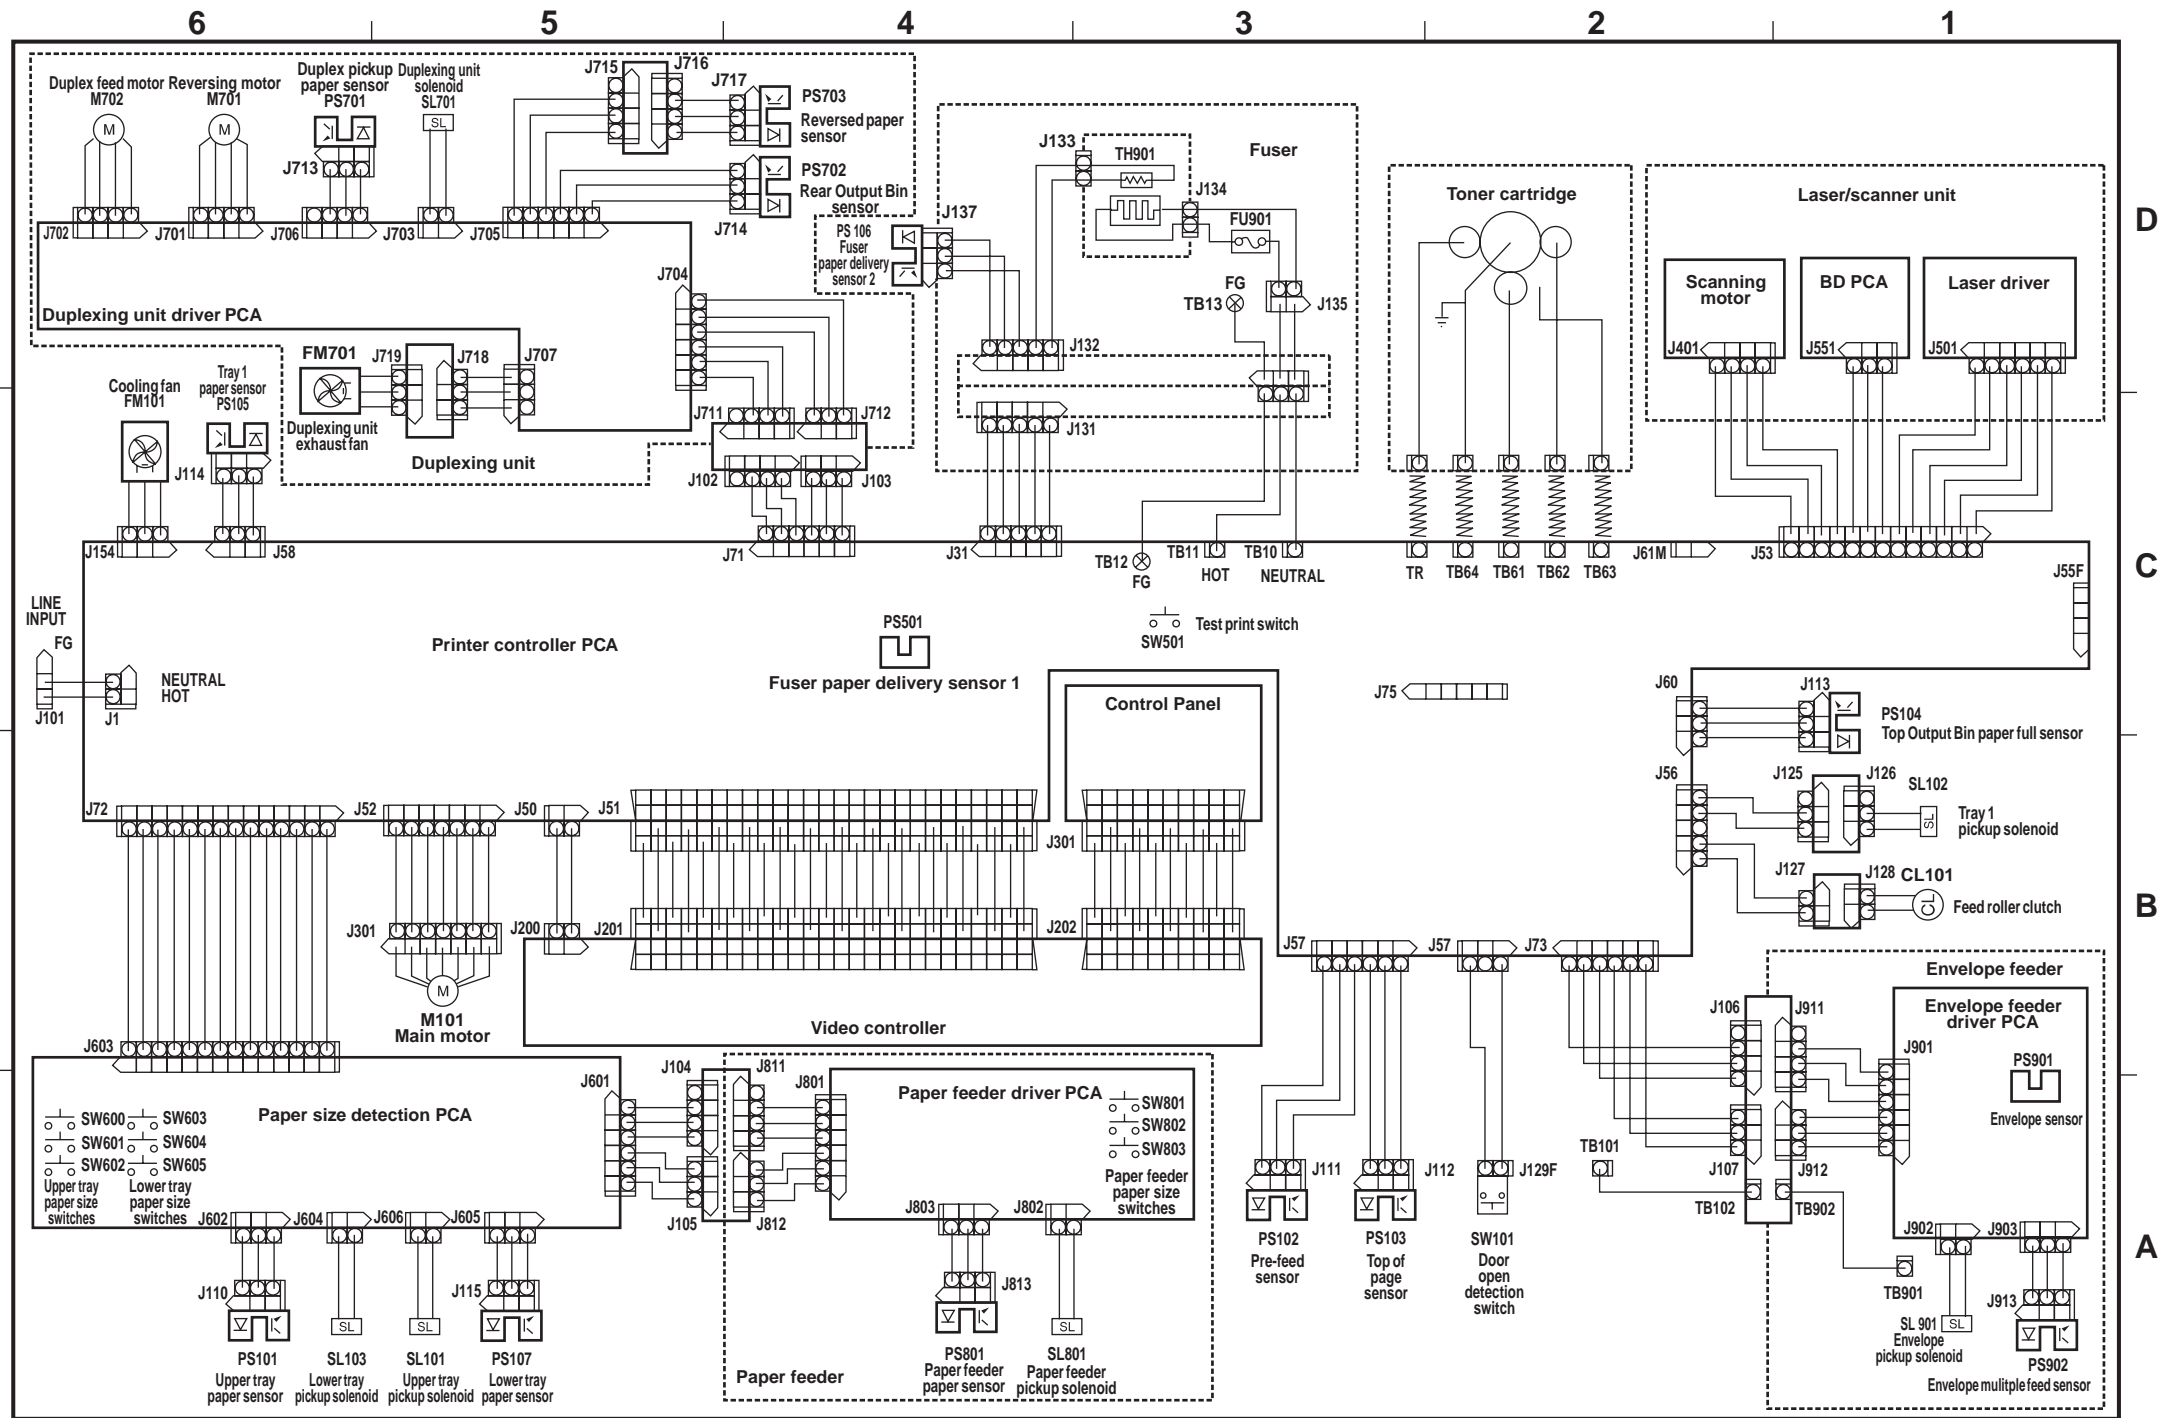 6 5 4 3 2 1
Duplex feed motor
M702
Reversing motor
M701
Duplex pickup
paper sensor
PS701
Duplexing unit
solenoid
SL701
M
M
SL
J713
J715
J716
J717
PS703
Reversed paper
sensor
PS702
Rear Output Bin
sensor
J714
J702
J701
J706
J703
J705
J704
Duplexing unit driver PCA
PS 106
Fuser
paper delivery
sensor 2
J137
J133
TH901
J134
FU901
Fuser
FG
TB13
J135
J132
J131
Toner cartridge
Laser/scanner unit
Scanning
motor
BD PCA
Laser driver
J401
J551
J501
D
FM701
J719
J718
J707
Duplexing unit
exhaust fan
Duplexing unit
J711
J712
J102
J103
Cooling fan
FM101
Tray 1
paper sensor
PS105
J114
J154
J58
J71
J31
TB12
FG
TB11
HOT
TB10
NEUTRAL
TR
TB64
TB61
TB62
TB63
J61M
J53
J55F
C
LINE
INPUT
FG
J101
J1
NEUTRAL
HOT
Printer controller PCA
PS501
Fuser paper delivery sensor 1
SW501
Test print switch
Control Panel
J75
J60
J113
PS104
Top Output Bin paper full sensor
J56
J125
J126
SL102
SL
Tray 1
pickup solenoid
J127
J128
CL101
CL
Feed roller clutch
B
J72
J52
J50
J51
J301
J301
J200
J201
J202
M
M101
Main motor
Video controller
J57
J57
J73
J603
Paper size detection PCA
SW600
SW601
SW602
Upper tray
paper size
switches
SW603
SW604
SW605
Lower tray
paper size
switches
J601
J602
J604
J606
J605
J104
J811
J105
J812
J801
Paper feeder driver PCA
SW801
SW802
SW803
Paper feeder
paper size
switches
J803
J802
J813
PS801
Paper feeder
paper sensor
SL
SL801
Paper feeder
pickup solenoid
Paper feeder
J110
PS101
Upper tray
paper sensor
SL
SL103
Lower tray
pickup solenoid
SL
SL101
Upper tray
pickup solenoid
J115
PS107
Lower tray
paper sensor
J111
PS102
Pre-feed
sensor
J112
PS103
Top of
page
sensor
J129F
SW101
Door
open
detection
switch
TB101
J106
J911
J107
J912
TB102
TB902
Envelope feeder
Envelope feeder
driver PCA
J901
PS901
Envelope sensor
J902
J903
TB901
SL 901
SL
Envelope
pickup solenoid
J913
PS902
Envelope mulitple feed sensor
A